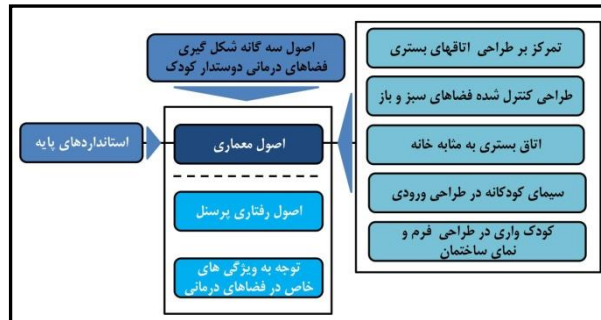 اصول سه گانه شکل گیری
فضاهای درمانی دوستدار کودک
تمرکز بر طراحی اتاقهای بستری
طراحی کنترل شده فضاهای سبز و باز
اتاق بستری به مثابه خانه
سیمای کودکانه در طراحی ورودی
کودک واری در طراحی فرم و
نمای ساختمان
اصول معماری
اصول رفتاری پرسنل
توجه به ویژگی های
خاص در فضاهای درمانی
استانداردهای پایه